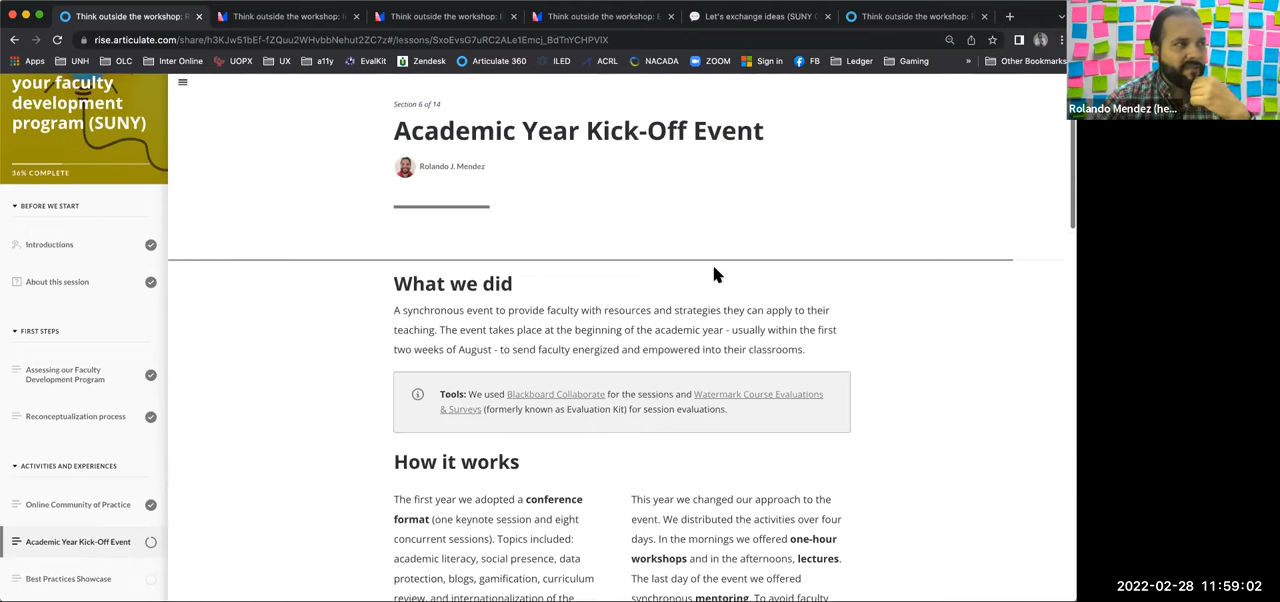 Think outside the workshop: R
Think outside the workshop: I
Think outside the workshop:
Think outside the workshop: E
Let's exchange ideas (SUNY C
Think outside the workshop: B
rise.articulate.com/share/h3KJw51bEf-fZQuu2WHvbbNehut2ZC7z#/lessons/SxoEvsG7uRC2ALe1Emcj_BdTnYCHPVIX
Apps UNH OLC Inter Online UOPX UX a11y EvalKit Zendesk Articulate 360 ILED ACRL NACADA ZOOM Sign in FB Ledger Gaming » Other Bookmarks
Rolando Mendez (he...
your faculty
development
program (SUNY)
36% COMPLETE
BEFORE WE START
Introductions
About this session
FIRST STEPS
Assessing our Faculty
Development Program
Reconceptualization process
ACTIVITIES AND EXPERIENCES
Online Community of Practice
Academic Year Kick-Off Event
Best Practices Showcase
Section 6 of 14
Academic Year Kick-Off Event
Rolando J. Mendez
What we did
A synchronous event to provide faculty with resources and strategies they can apply to their
teaching. The event takes place at the beginning of the academic year - usually within the first
two weeks of August - to send faculty energized and empowered into their classrooms.
Tools: We used Blackboard Collaborate for the sessions and Watermark Course Evaluations
& Surveys (formerly known as Evaluation Kit) for session evaluations.
How it works
The first year we adopted a conference
format (one keynote session and eight
concurrent sessions). Topics included:
academic literacy, social presence, data
protection, blogs, gamification, curriculum
review, and internationalization of the
This year we changed our approach to the
event. We distributed the activities over four
days. In the mornings we offered one-hour
workshops and in the afternoons, lectures.
The last day of the event we offered
synchronous mentoring. To avoid faculty
2022-02-28 11:59:02